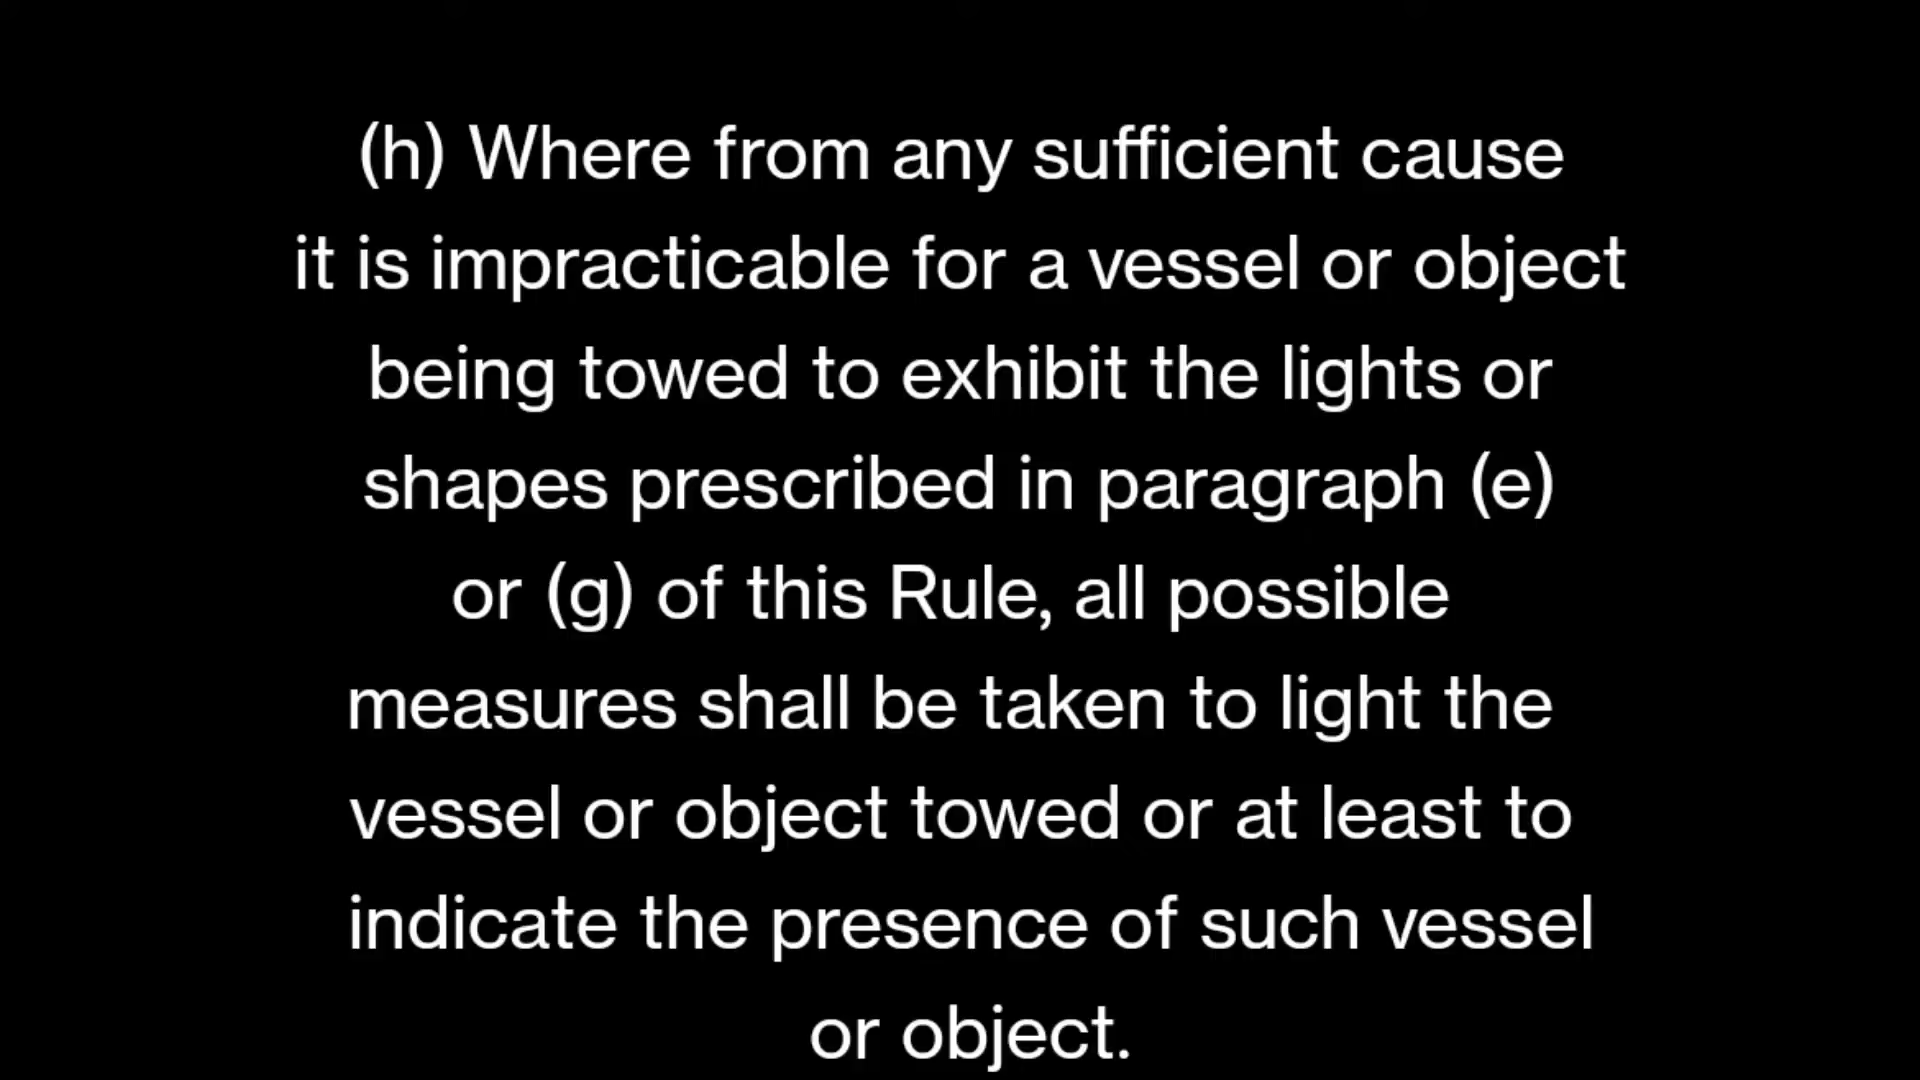 (h) Where from any sufficient cause
it is impracticable for a vessel or object
being towed to exhibit the lights or
shapes prescribed in paragraph (e)
or (g) of this Rule, all possible
measures shall be taken to light the
vessel or object towed or at least to
indicate the presence of such vessel
or object.